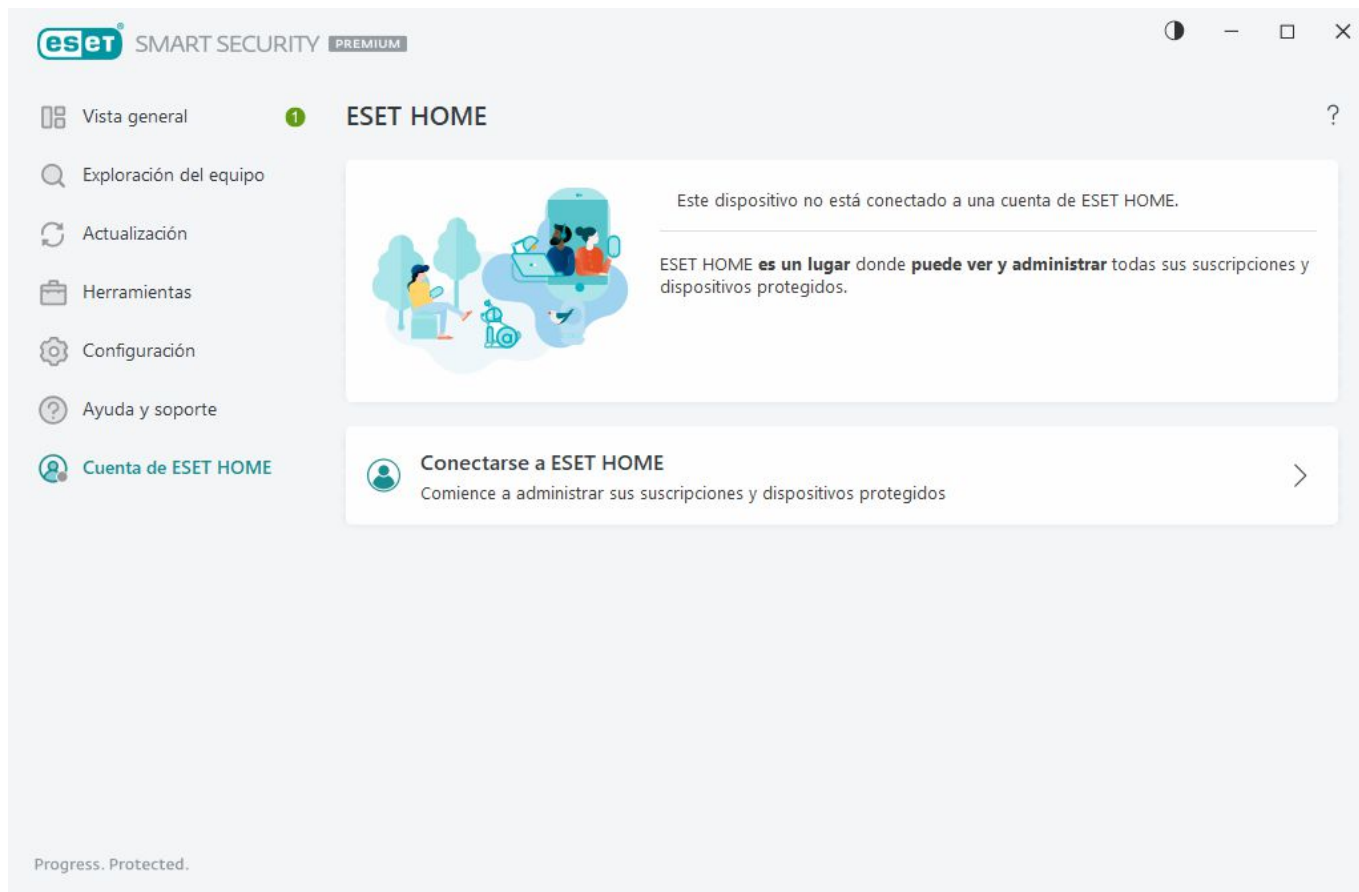 eseT® SMART SECURITY PREMIUM
Vista general 1
Exploración del equipo
Actualización
Herramientas
Configuración
Ayuda y soporte
Cuenta de ESET HOME
ESET HOME ?
Este dispositivo no está conectado a una cuenta de ESET HOME.
ESET HOME es un lugar donde puede ver y administrar todas sus suscripciones y
dispositivos protegidos.
Conectarse a ESET HOME
Comience a administrar sus suscripciones y dispositivos protegidos
Progress. Protected.